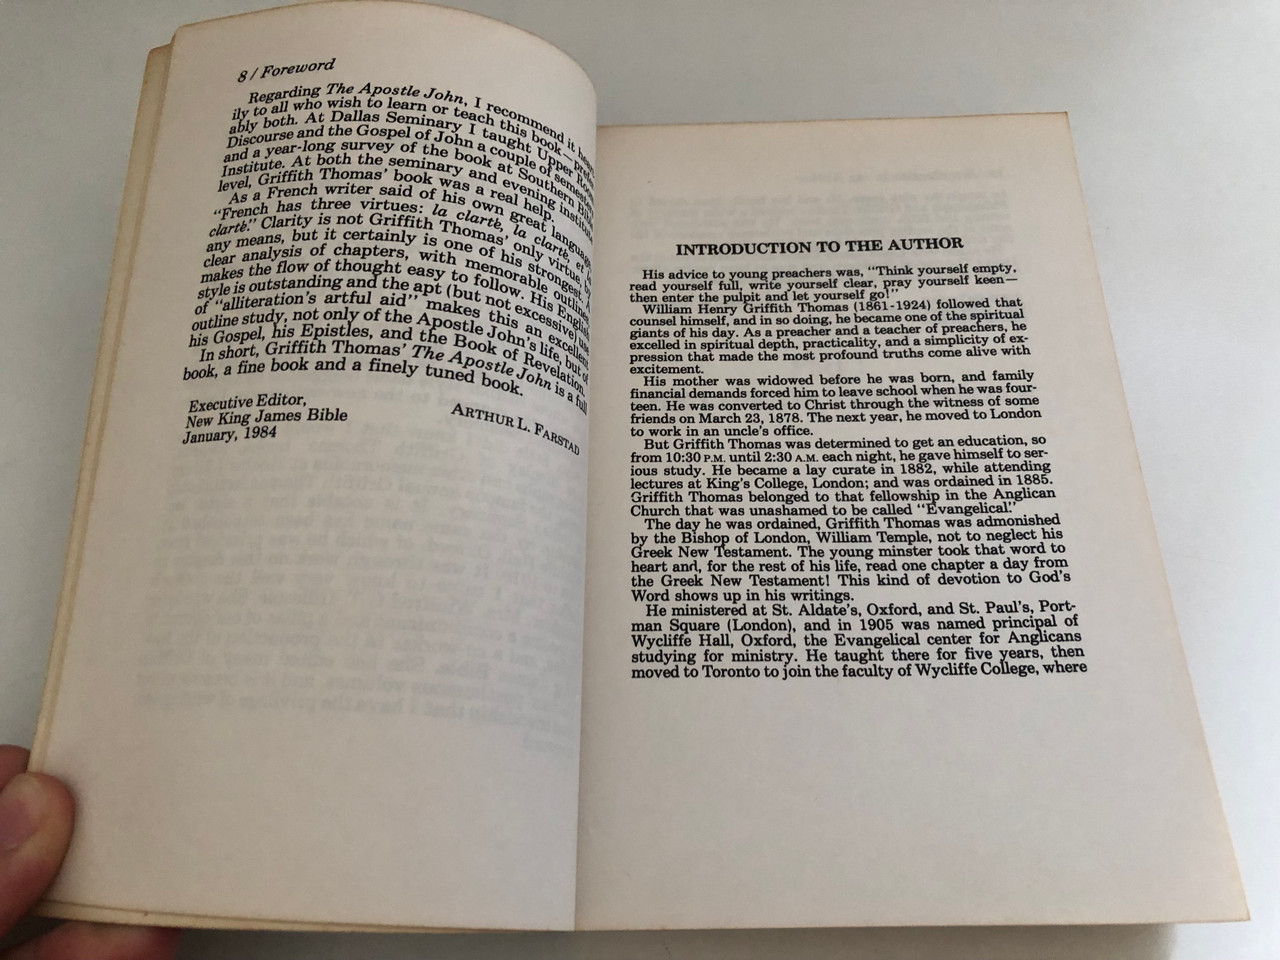 8 / Foreword
Regarding The Apostle John, I recommend it heart-
ily to all who wish to learn or teach this book—prefer-
ably both. At Dallas Seminary I taught Upper Room
Discourse and the Gospel of John a couple of semesters,
and a year-long survey of the book at Southern Bible
Institute. At both the seminary and evening institute
level, Griffith Thomas' book was a real help.
As a French writer said of his own great language,
"French has three virtues: la clartè, la clartè, et la
clartè." Clarity is not Griffith Thomas' only virtue, by
any means, but it certainly is one of his strongest. A
clear analysis of chapters, with memorable outlines
makes the flow of thought easy to follow. His English
style is outstanding and the apt (but not excessive) use
of "alliteration's artful aid" makes this an excellent
outline study, not only of the Apostle John's life, but of
his Gospel, his Epistles, and the Book of Revelation.
In short, Griffith Thomas' The Apostle John is a full
book, a fine book and a finely tuned book.
ARTHUR L. FARSTAD
Executive Editor,
New King James Bible
January, 1984
INTRODUCTION TO THE AUTHOR
His advice to young preachers was, "Think yourself empty,
read yourself full, write yourself clear, pray yourself keen—
then enter the pulpit and let yourself go!"
William Henry Griffith Thomas (1861-1924) followed that
counsel himself, and in so doing, he became one of the spiritual
giants of his day. As a preacher and a teacher of preachers, he
excelled in spiritual depth, practicality, and a simplicity of ex-
pression that made the most profound truths come alive with
excitement.
His mother was widowed before he was born, and family
financial demands forced him to leave school when he was four-
teen. He was converted to Christ through the witness of some
friends on March 23, 1878. The next year, he moved to London
to work in an uncle's office.
But Griffith Thomas was determined to get an education, so
from 10:30 P.M. until 2:30 A.M. each night, he gave himself to ser-
ious study. He became a lay curate in 1882, while attending
lectures at King's College, London; and was ordained in 1885.
Griffith Thomas belonged to that fellowship in the Anglican
Church that was unashamed to be called "Evangelical."
The day he was ordained, Griffith Thomas was admonished
by the Bishop of London, William Temple, not to neglect his
Greek New Testament. The young minster took that word to
heart and, for the rest of his life, read one chapter a day from
the Greek New Testament! This kind of devotion to God's
Word shows up in his writings.
He ministered at St. Aldate's, Oxford, and St. Paul's, Port-
man Square (London), and in 1905 was named principal of
Wycliffe Hall, Oxford, the Evangelical center for Anglicans
studying for ministry. He taught there for five years, then
moved to Toronto to join the faculty of Wycliffe College, where